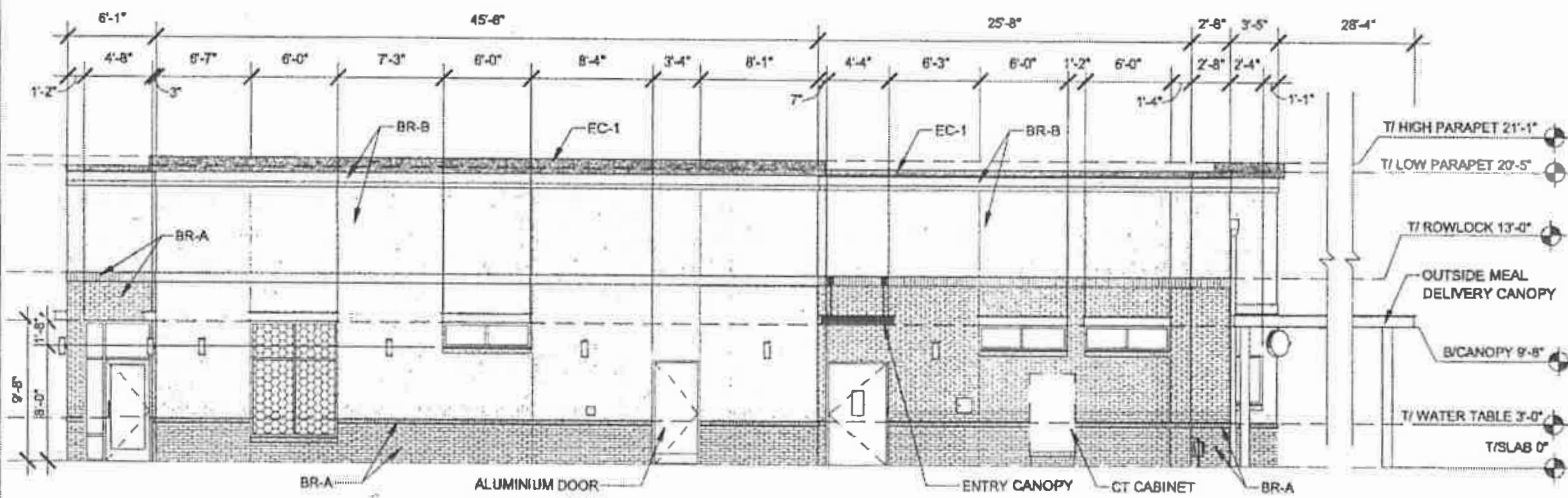 6'-1" 45'-6" 25'-8" 2'-8" 3'-5" 28'-4"
4'-8" 6'-7" 6'-0" 7'-3" 6'-0" 8'-4" 3'-4" 8'-1" 4'-4" 6'-3" 6'-0" 1'-2" 6'-0" 2'-8" 2'-4"
1'-2" 3" 7" 1'-4" 1'-1"
BR-B EC-1 EC-1 BR-B
T/ HIGH PARAPET 21'-1"
T/ LOW PARAPET 20'-5"
BR-A
T/ ROWLOCK 13'-0"
OUTSIDE MEAL
DELIVERY CANOPY
1'-8"
B/CANOPY 9'-8"
9'-8"
8'-0"
T/ WATER TABLE 3'-0"
T/SLAB 0"
BR-A ALUMINIUM DOOR ENTRY CANOPY CT CABINET BR-A